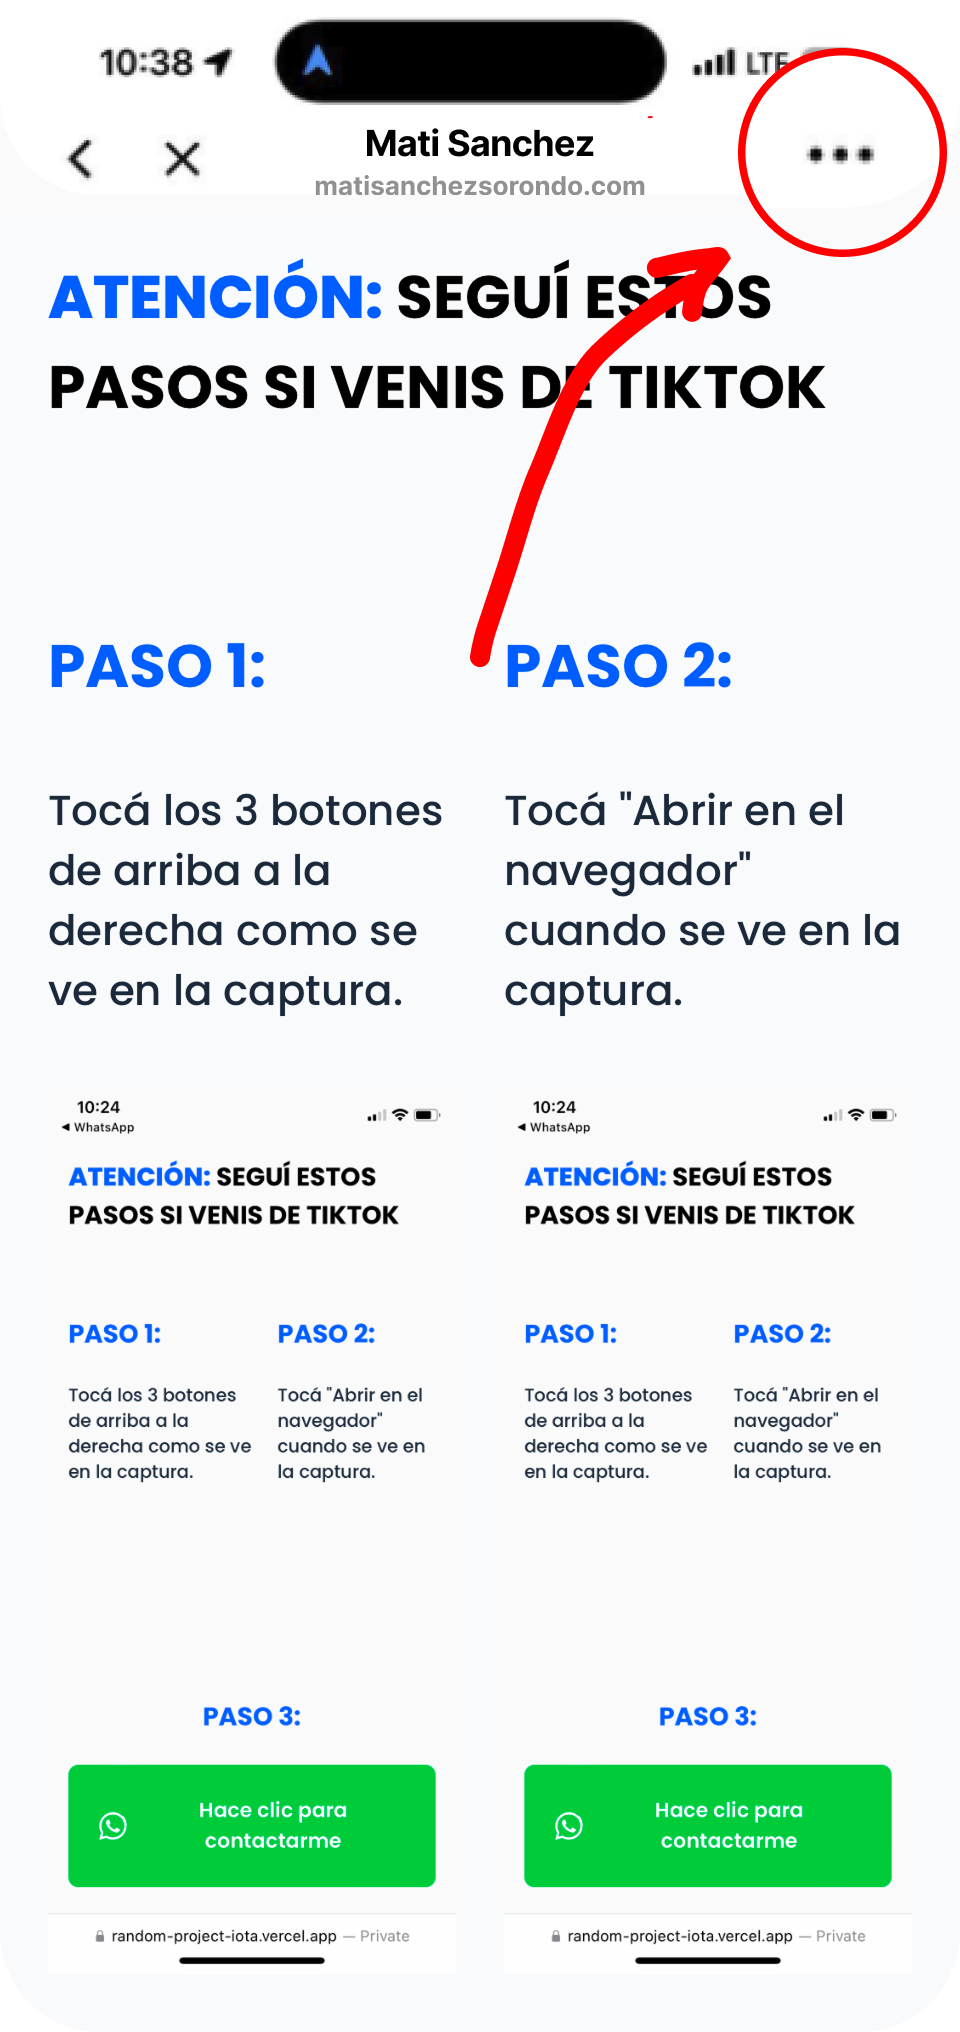 10:38
LTE
Mati Sanchez
matisanchezsorondo.com
ATENCIÓN: SEGUÍ ESTOS
PASOS SI VENIS DE TIKTOK
PASO 1:
Tocá los 3 botones
de arriba a la
derecha como se
ve en la captura.
PASO 2:
Tocá "Abrir en el
navegador"
cuando se ve en la
captura.
10:24
WhatsApp
ATENCIÓN: SEGUÍ ESTOS
PASOS SI VENIS DE TIKTOK
PASO 1:
Tocá los 3 botones
de arriba a la
derecha como se ve
en la captura.
PASO 2:
Tocá "Abrir en el
navegador"
cuando se ve en
la captura.
PASO 3:
Hace clic para
contactarme
random-project-iota.vercel.app — Private
10:24
WhatsApp
ATENCIÓN: SEGUÍ ESTOS
PASOS SI VENIS DE TIKTOK
PASO 1:
Tocá los 3 botones
de arriba a la
derecha como se ve
en la captura.
PASO 2:
Tocá "Abrir en el
navegador"
cuando se ve en
la captura.
PASO 3:
Hace clic para
contactarme
random-project-iota.vercel.app — Private